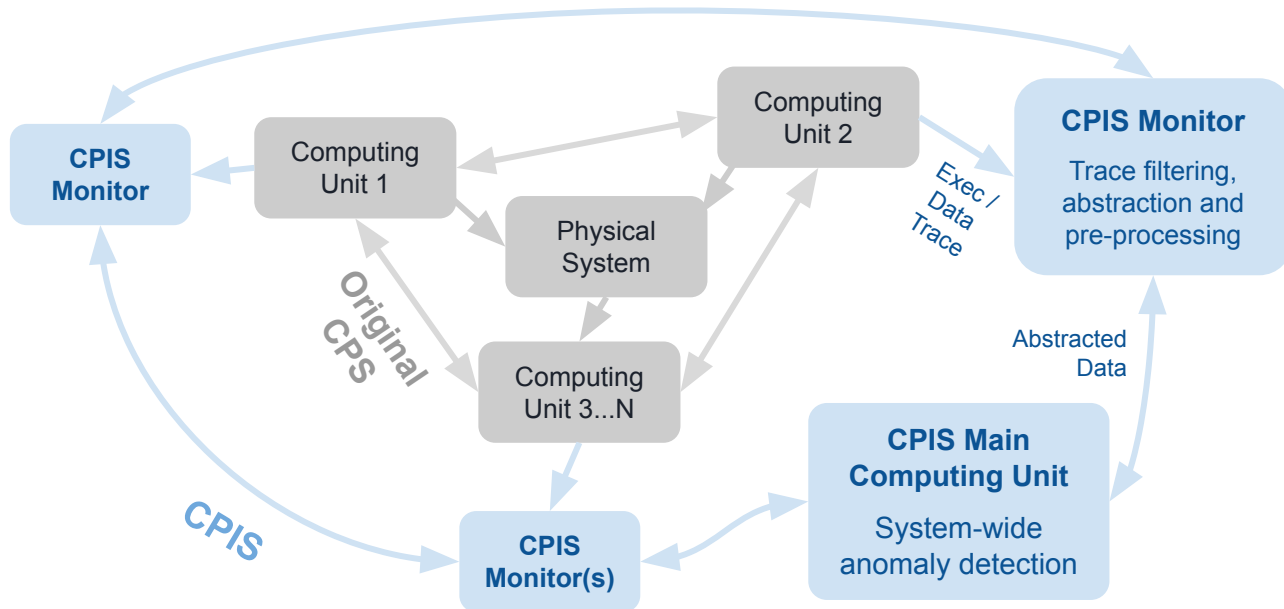 Computing
Unit 2
CPIS Monitor
Trace filtering,
abstraction and
pre-processing
CPIS
Monitor
Computing
Unit 1
Exec /
Data
Trace
Physical
System
Original
CPS
Abstracted
Data
Computing
Unit 3...N
CPIS Main
Computing Unit
System-wide
anomaly detection
CPIS
CPIS
Monitor(s)